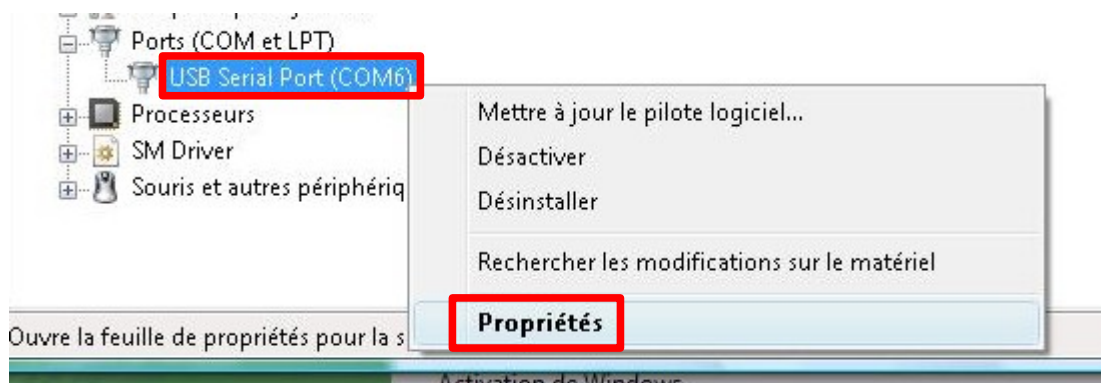 Ports (COM et LPT)
USB Serial Port (COM6)
Processeurs
SM Driver
Souris et autres périphériq
Mettre à jour le pilote logiciel...
Désactiver
Désinstaller
Rechercher les modifications sur le matériel
Propriétés
Ouvre la feuille de propriétés pour la s
Activation de Windows